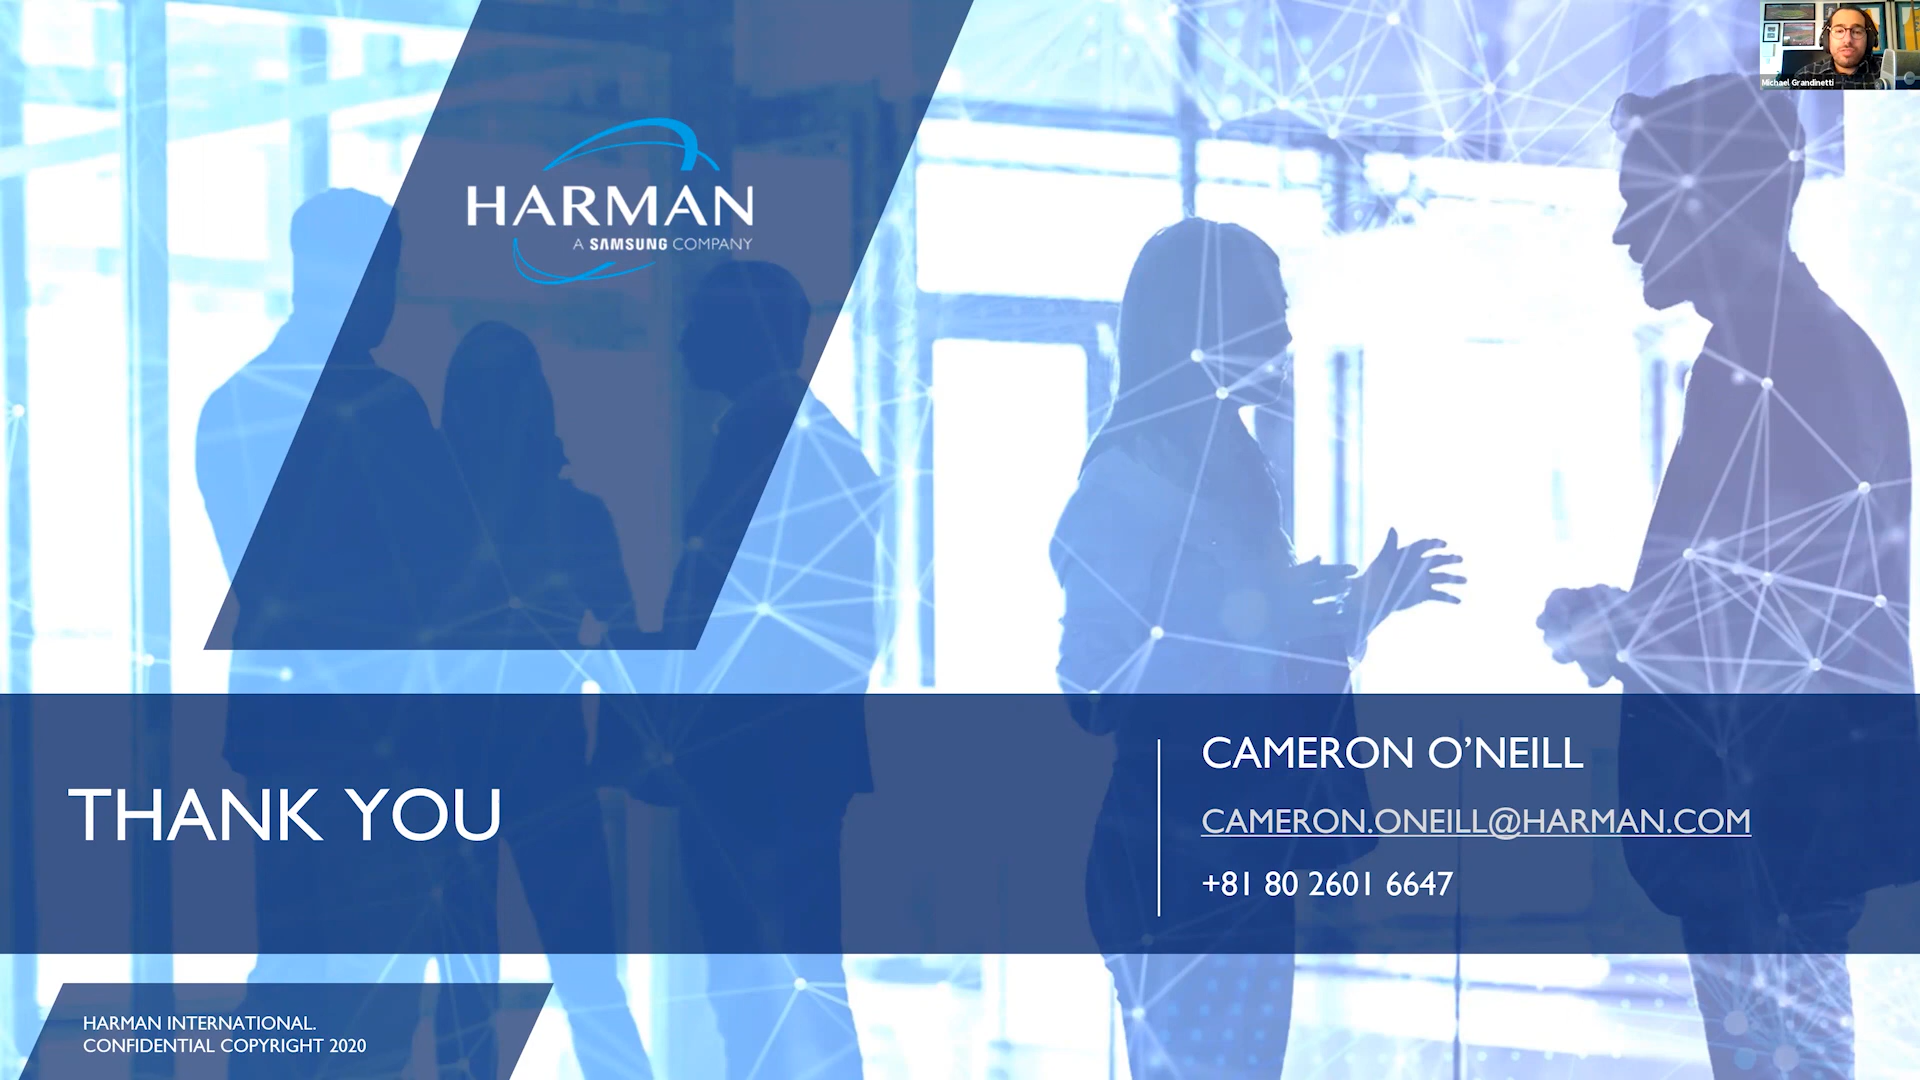 Michael Grandinetti
HARMAN
A SAMSUNG COMPANY
THANK YOU
CAMERON O’NEILL
CAMERON.ONEILL@HARMAN.COM
+81 80 2601 6647
HARMAN INTERNATIONAL.
CONFIDENTIAL COPYRIGHT 2020